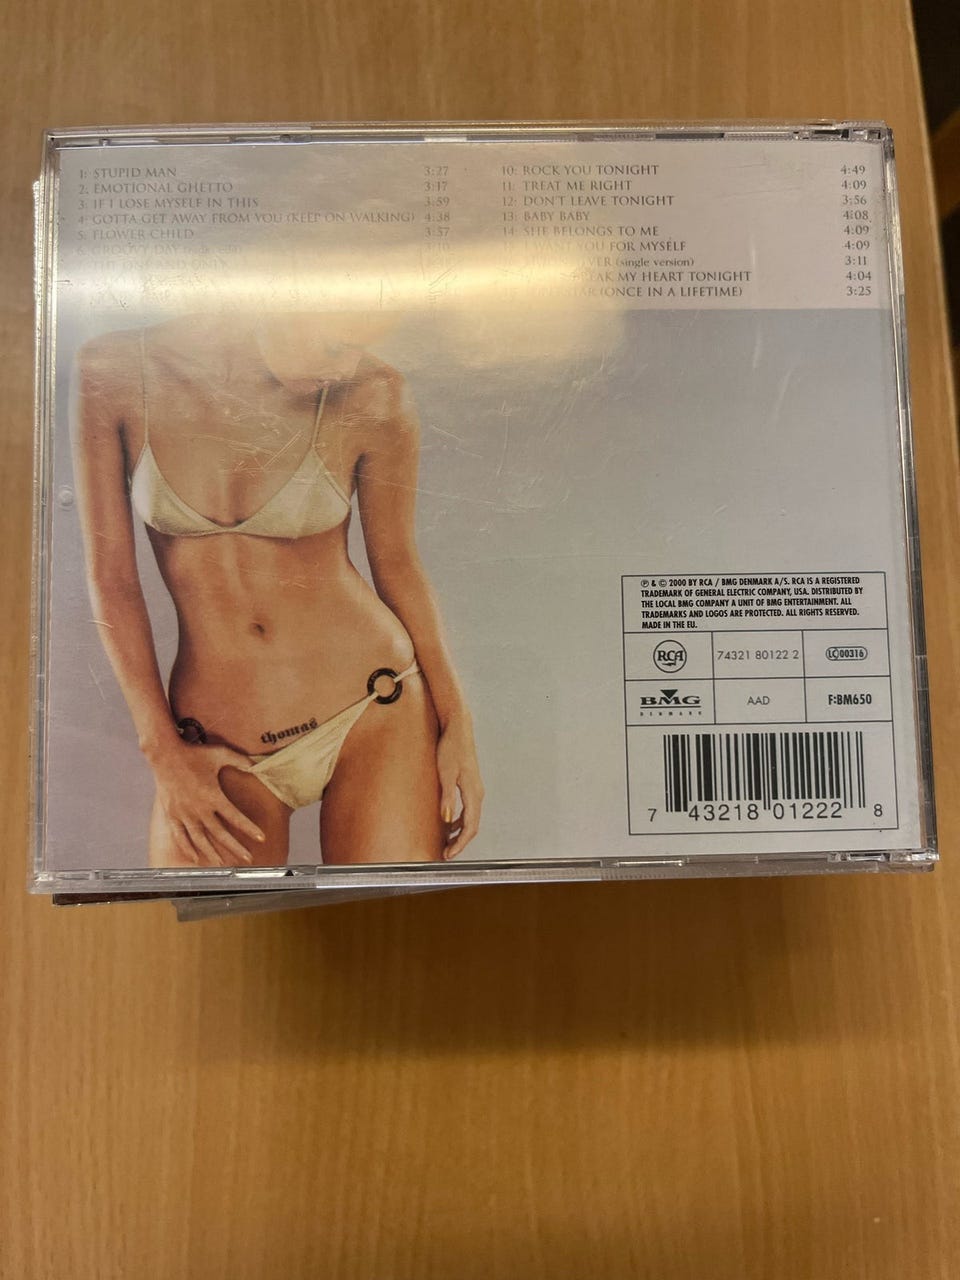 1: STUPID MAN 3:27
2. EMOTIONAL GHETTO 3:17
3: IF I LOSE MYSELF IN THIS 3:59
4: GOTTA GET AWAY FROM YOU (KEEP ON WALKING) 4:38
5: FLOWER CHILD 3:57
6: GROOVY DAY
10: ROCK YOU TONIGHT 4:49
11: TREAT ME RIGHT 4:09
12: DON'T LEAVE TONIGHT 3:56
13: BABY BABY 4:08
14: SHE BELONGS TO ME 4:09
I WANT YOU FOR MYSELF 4:09
(single version) 3:11
MY HEART TONIGHT 4:04
(ONCE IN A LIFETIME) 3:25
thomas
℗ & © 2000 BY RCA / BMG DENMARK A/S. RCA IS A REGISTERED
TRADEMARK OF GENERAL ELECTRIC COMPANY, USA. DISTRIBUTED BY
THE LOCAL BMG COMPANY A UNIT OF BMG ENTERTAINMENT. ALL
TRADEMARKS AND LOGOS ARE PROTECTED. ALL RIGHTS RESERVED.
MADE IN THE EU.
RCA 74321 80122 2 LC 00316
BMG AAD F:BM650
DENMARK
7 43218 01222 8